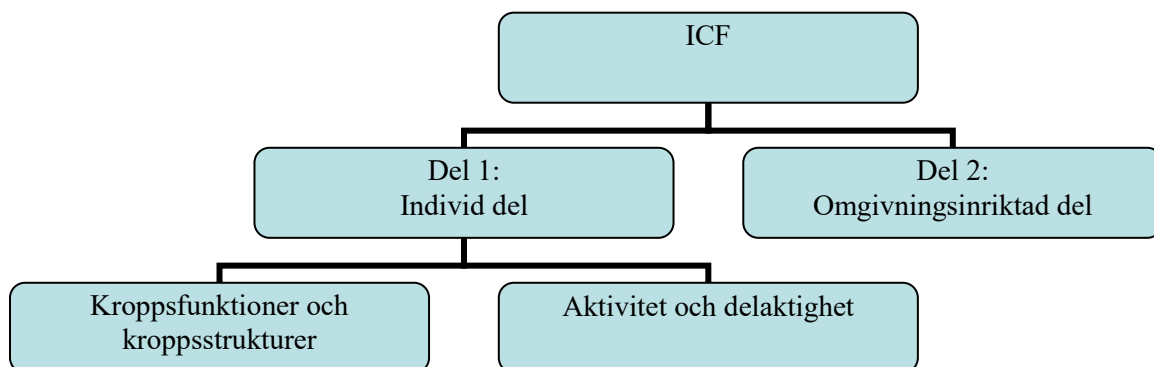 ICF
Del 1:
Individ del
Del 2:
Omgivningsinriktad del
Kroppsfunktioner och
kroppsstrukturer
Aktivitet och delaktighet